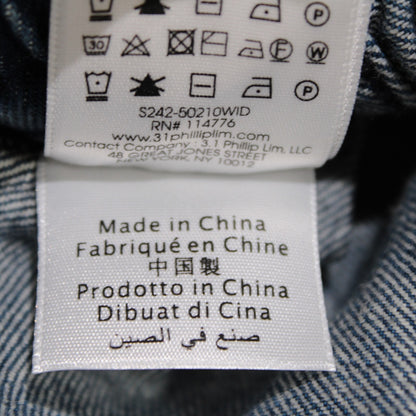 S242-50210WID
RN# 114776
www.31philliplim.com
Contact Company: 3.1 Phillip Lim, LLC
48 GREAT JONES STREET
NEW YORK, NY 10012
Made in China
Fabriqué en Chine
中国製
Prodotto in China
Dibuat di Cina
صنع في الصين